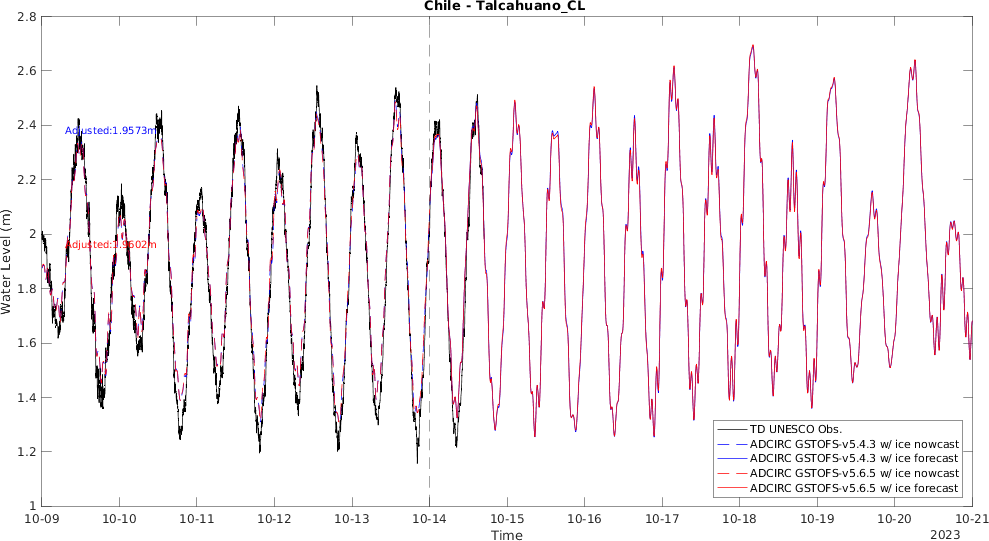 Chile - Talcahuano_CL
2.8
2.6
2.4
2.2
2
1.8
1.6
1.4
1.2
1
Water Level (m)
Adjusted:1.9573m
Adjusted:1.9602m
TD UNESCO Obs.
ADCIRC GSTOFS-v5.4.3 w/ ice nowcast
ADCIRC GSTOFS-v5.4.3 w/ ice forecast
ADCIRC GSTOFS-v5.6.5 w/ ice nowcast
ADCIRC GSTOFS-v5.6.5 w/ ice forecast
10-09 10-10 10-11 10-12 10-13 10-14 10-15 10-16 10-17 10-18 10-19 10-20 10-21
Time
2023